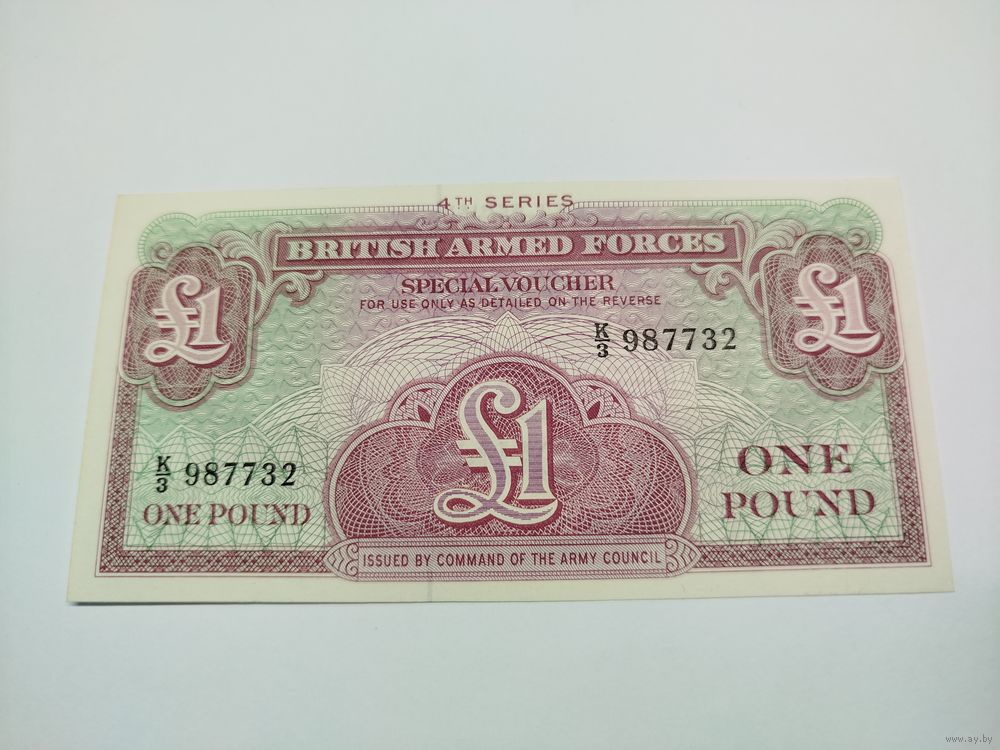 4TH SERIES
BRITISH ARMED FORCES
£1
£1
SPECIAL VOUCHER
FOR USE ONLY AS DETAILED ON THE REVERSE
K/3 987732
£1
K/3 987732
ONE POUND
ONE
POUND
ISSUED BY COMMAND OF THE ARMY COUNCIL
www.ay.by